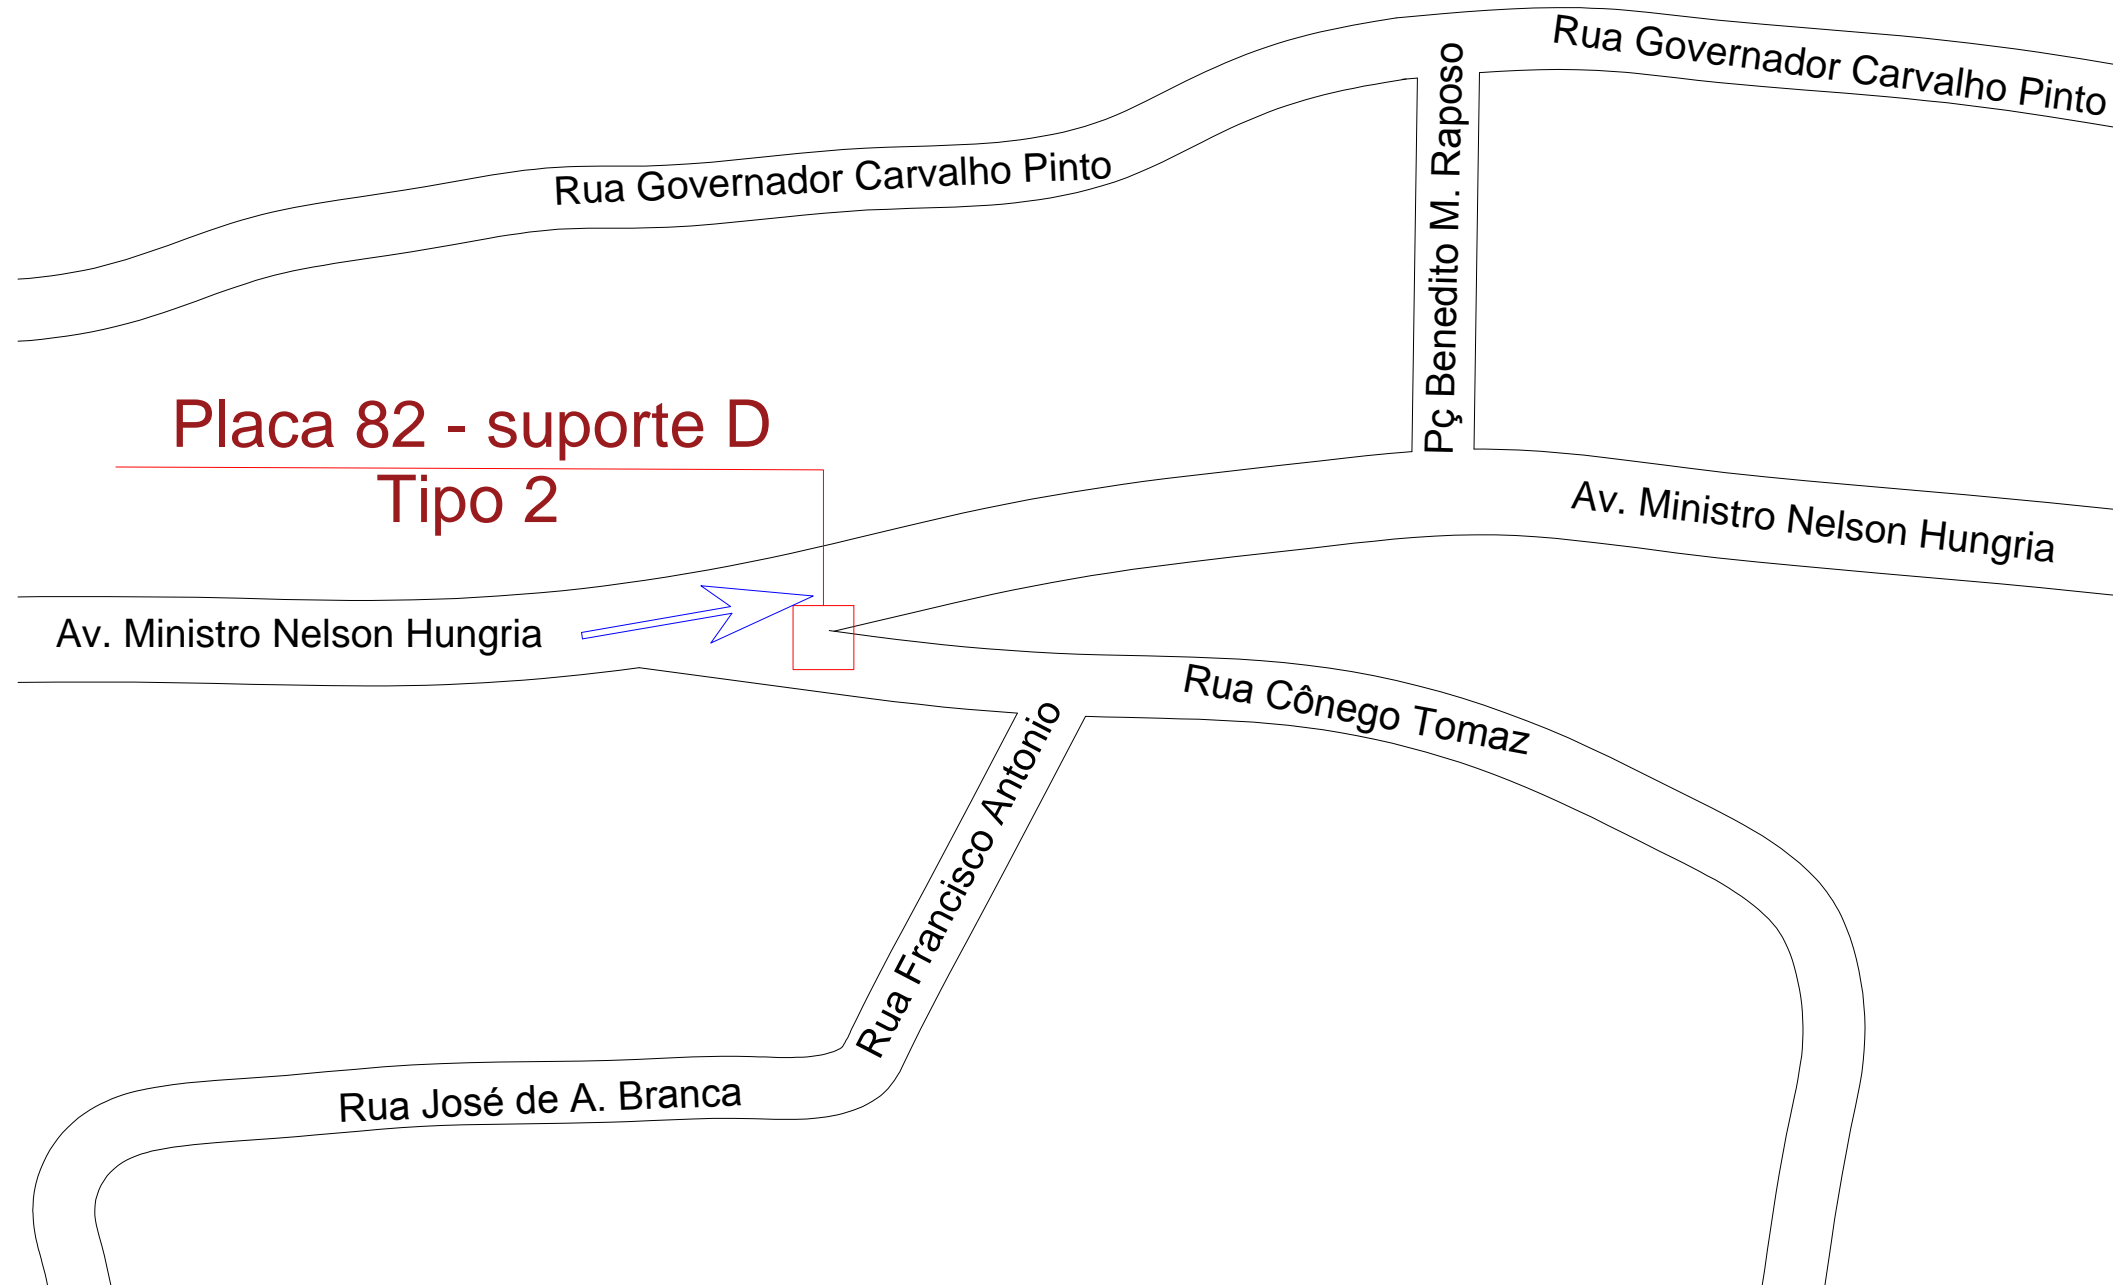 Rua Governador Carvalho Pinto
Rua Governador Carvalho Pinto
Pç Benedito M. Raposo
Placa 82 - suporte D
Tipo 2
Av. Ministro Nelson Hungria
Av. Ministro Nelson Hungria
Rua Cônego Tomaz
Rua Francisco Antonio
Rua José de A. Branca